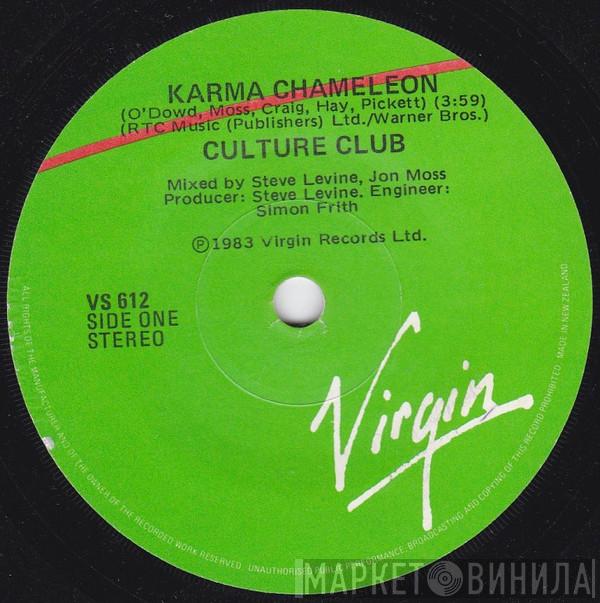 KARMA CHAMELEON
(O'Dowd, Moss, Craig, Hay, Pickett) (3:59)
(RTC Music (Publishers) Ltd./Warner Bros.)
CULTURE CLUB
Mixed by Steve Levine, Jon Moss
Producer: Steve Levine. Engineer:
Simon Frith
℗1983 Virgin Records Ltd.
VS 612
SIDE ONE
STEREO
Virgin
ALL RIGHTS OF THE MANUFACTURER AND OF THE OWNER OF THE RECORDED WORK RESERVED UNAUTHORISED PUBLIC PERFORMANCE, BROADCASTING AND COPYING OF THIS RECORD PROHIBITED MADE IN NEW ZEALAND
МАРКЕТ ВИНИЛА